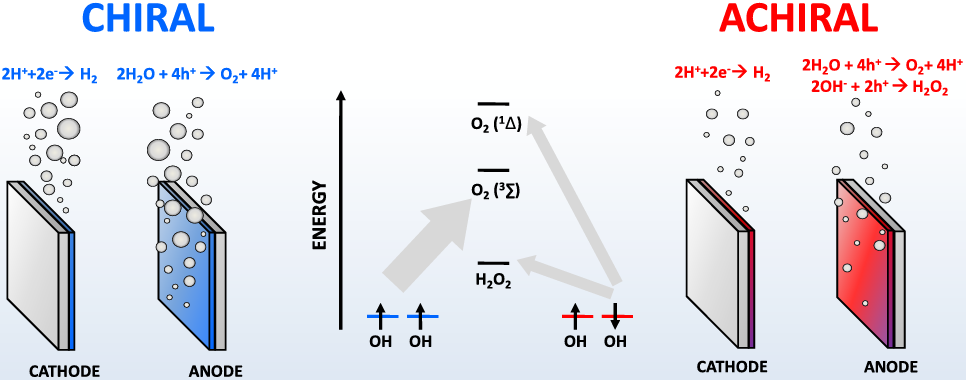 CHIRAL
2H⁺+2e⁻→ H₂
2H₂O + 4h⁺ → O₂+ 4H⁺
CATHODE
ANODE
ENERGY
O₂ (¹Δ)
O₂ (³∑)
H₂O₂
OH OH
OH OH
ACHIRAL
2H⁺+2e⁻→ H₂
2H₂O + 4h⁺ → O₂+ 4H⁺
2OH⁻ + 2h⁺ → H₂O₂
CATHODE
ANODE